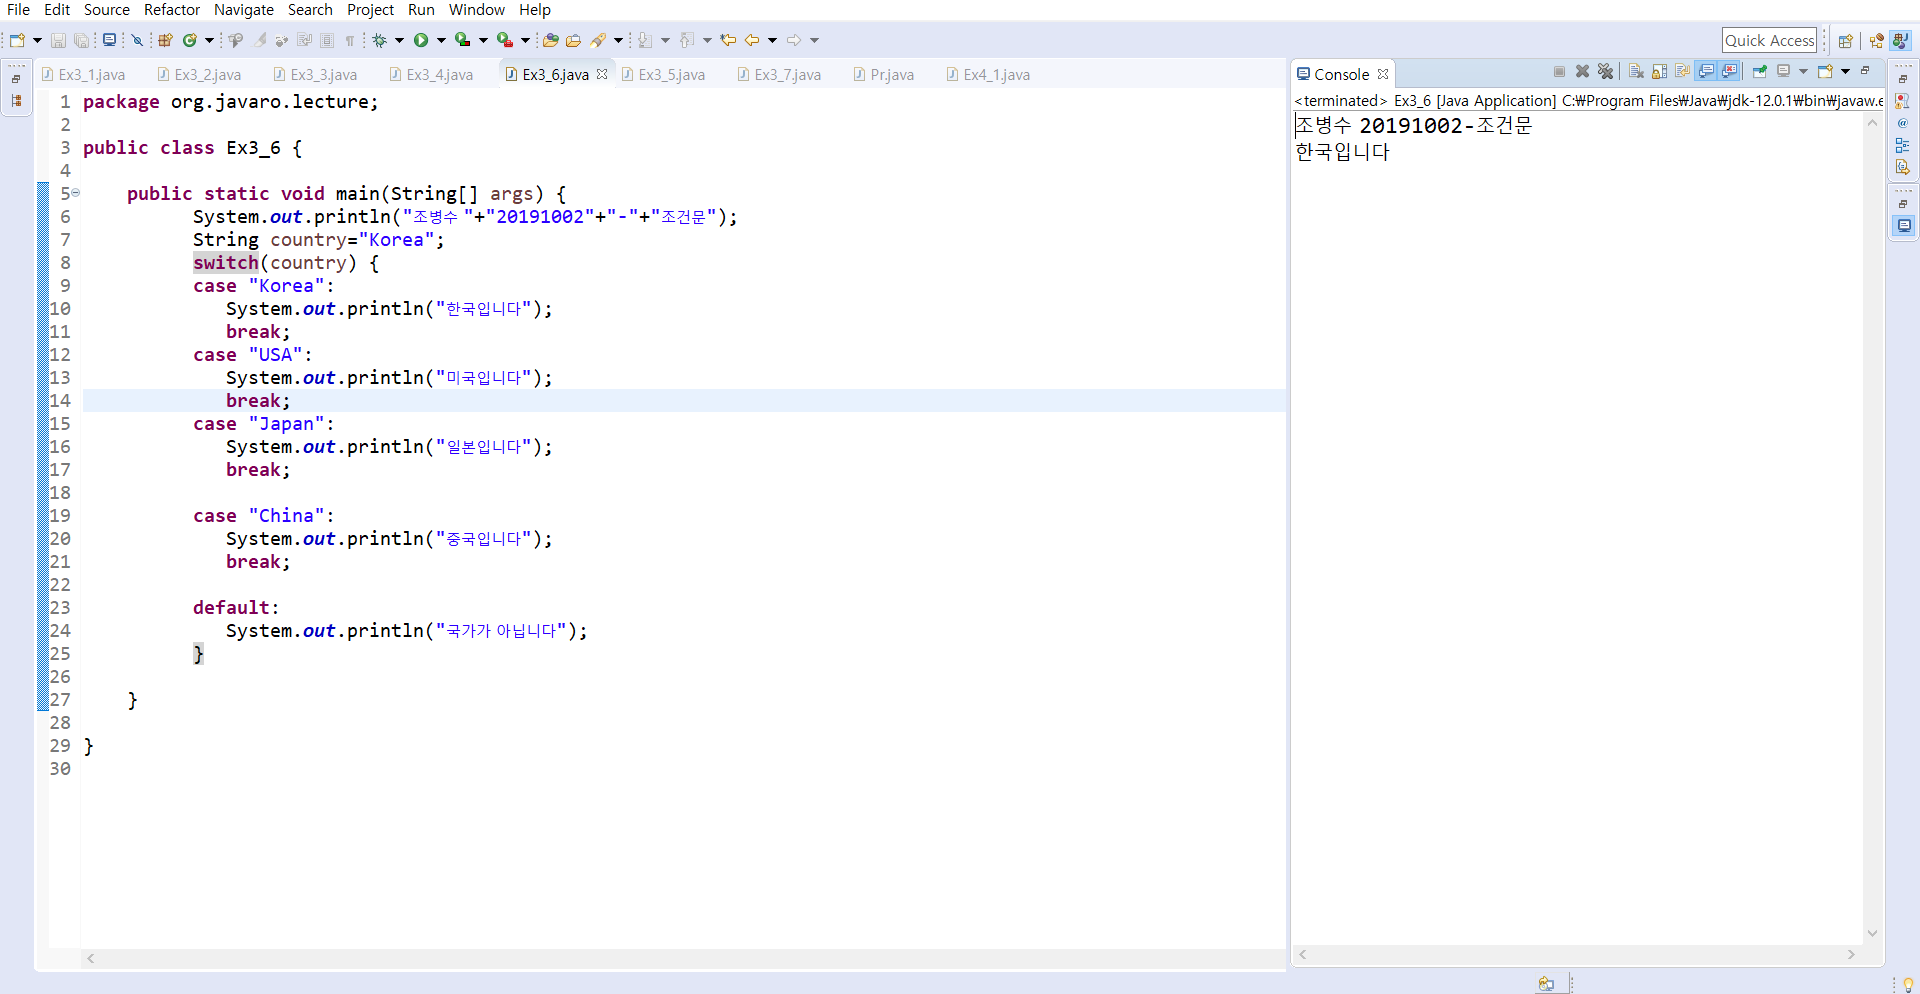 File Edit Source Refactor Navigate Search Project Run Window Help
Quick Access
Ex3_1.java Ex3_2.java Ex3_3.java Ex3_4.java Ex3_6.java Ex3_5.java Ex3_7.java Pr.java Ex4_1.java
1 package org.javaro.lecture;
2
3 public class Ex3_6 {
4
5 public static void main(String[] args) {
6 System.out.println("조병수 "+"20191002"+"-"+"조건문");
7 String country="Korea";
8 switch(country) {
9 case "Korea":
10 System.out.println("한국입니다");
11 break;
12 case "USA":
13 System.out.println("미국입니다");
14 break;
15 case "Japan":
16 System.out.println("일본입니다");
17 break;
18
19 case "China":
20 System.out.println("중국입니다");
21 break;
22
23 default:
24 System.out.println("국가가 아닙니다");
25 }
26
27 }
28
29 }
30
Console
<terminated> Ex3_6 [Java Application] C:₩Program Files₩Java₩jdk-12.0.1₩bin₩javaw.e
조병수 20191002-조건문
한국입니다